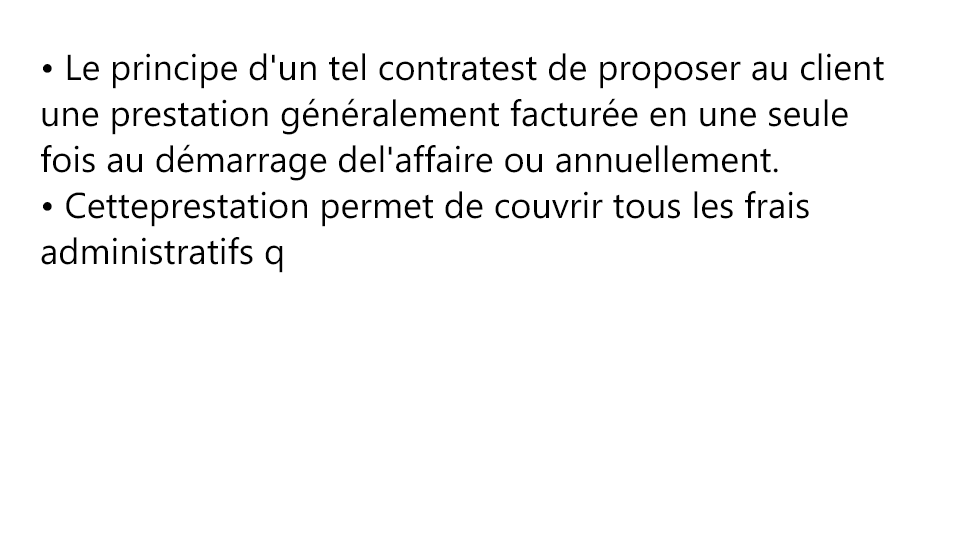 • Le principe d'un tel contratest de proposer au client
une prestation généralement facturée en une seule
fois au démarrage del'affaire ou annuellement.
• Cetteprestation permet de couvrir tous les frais
administratifs q